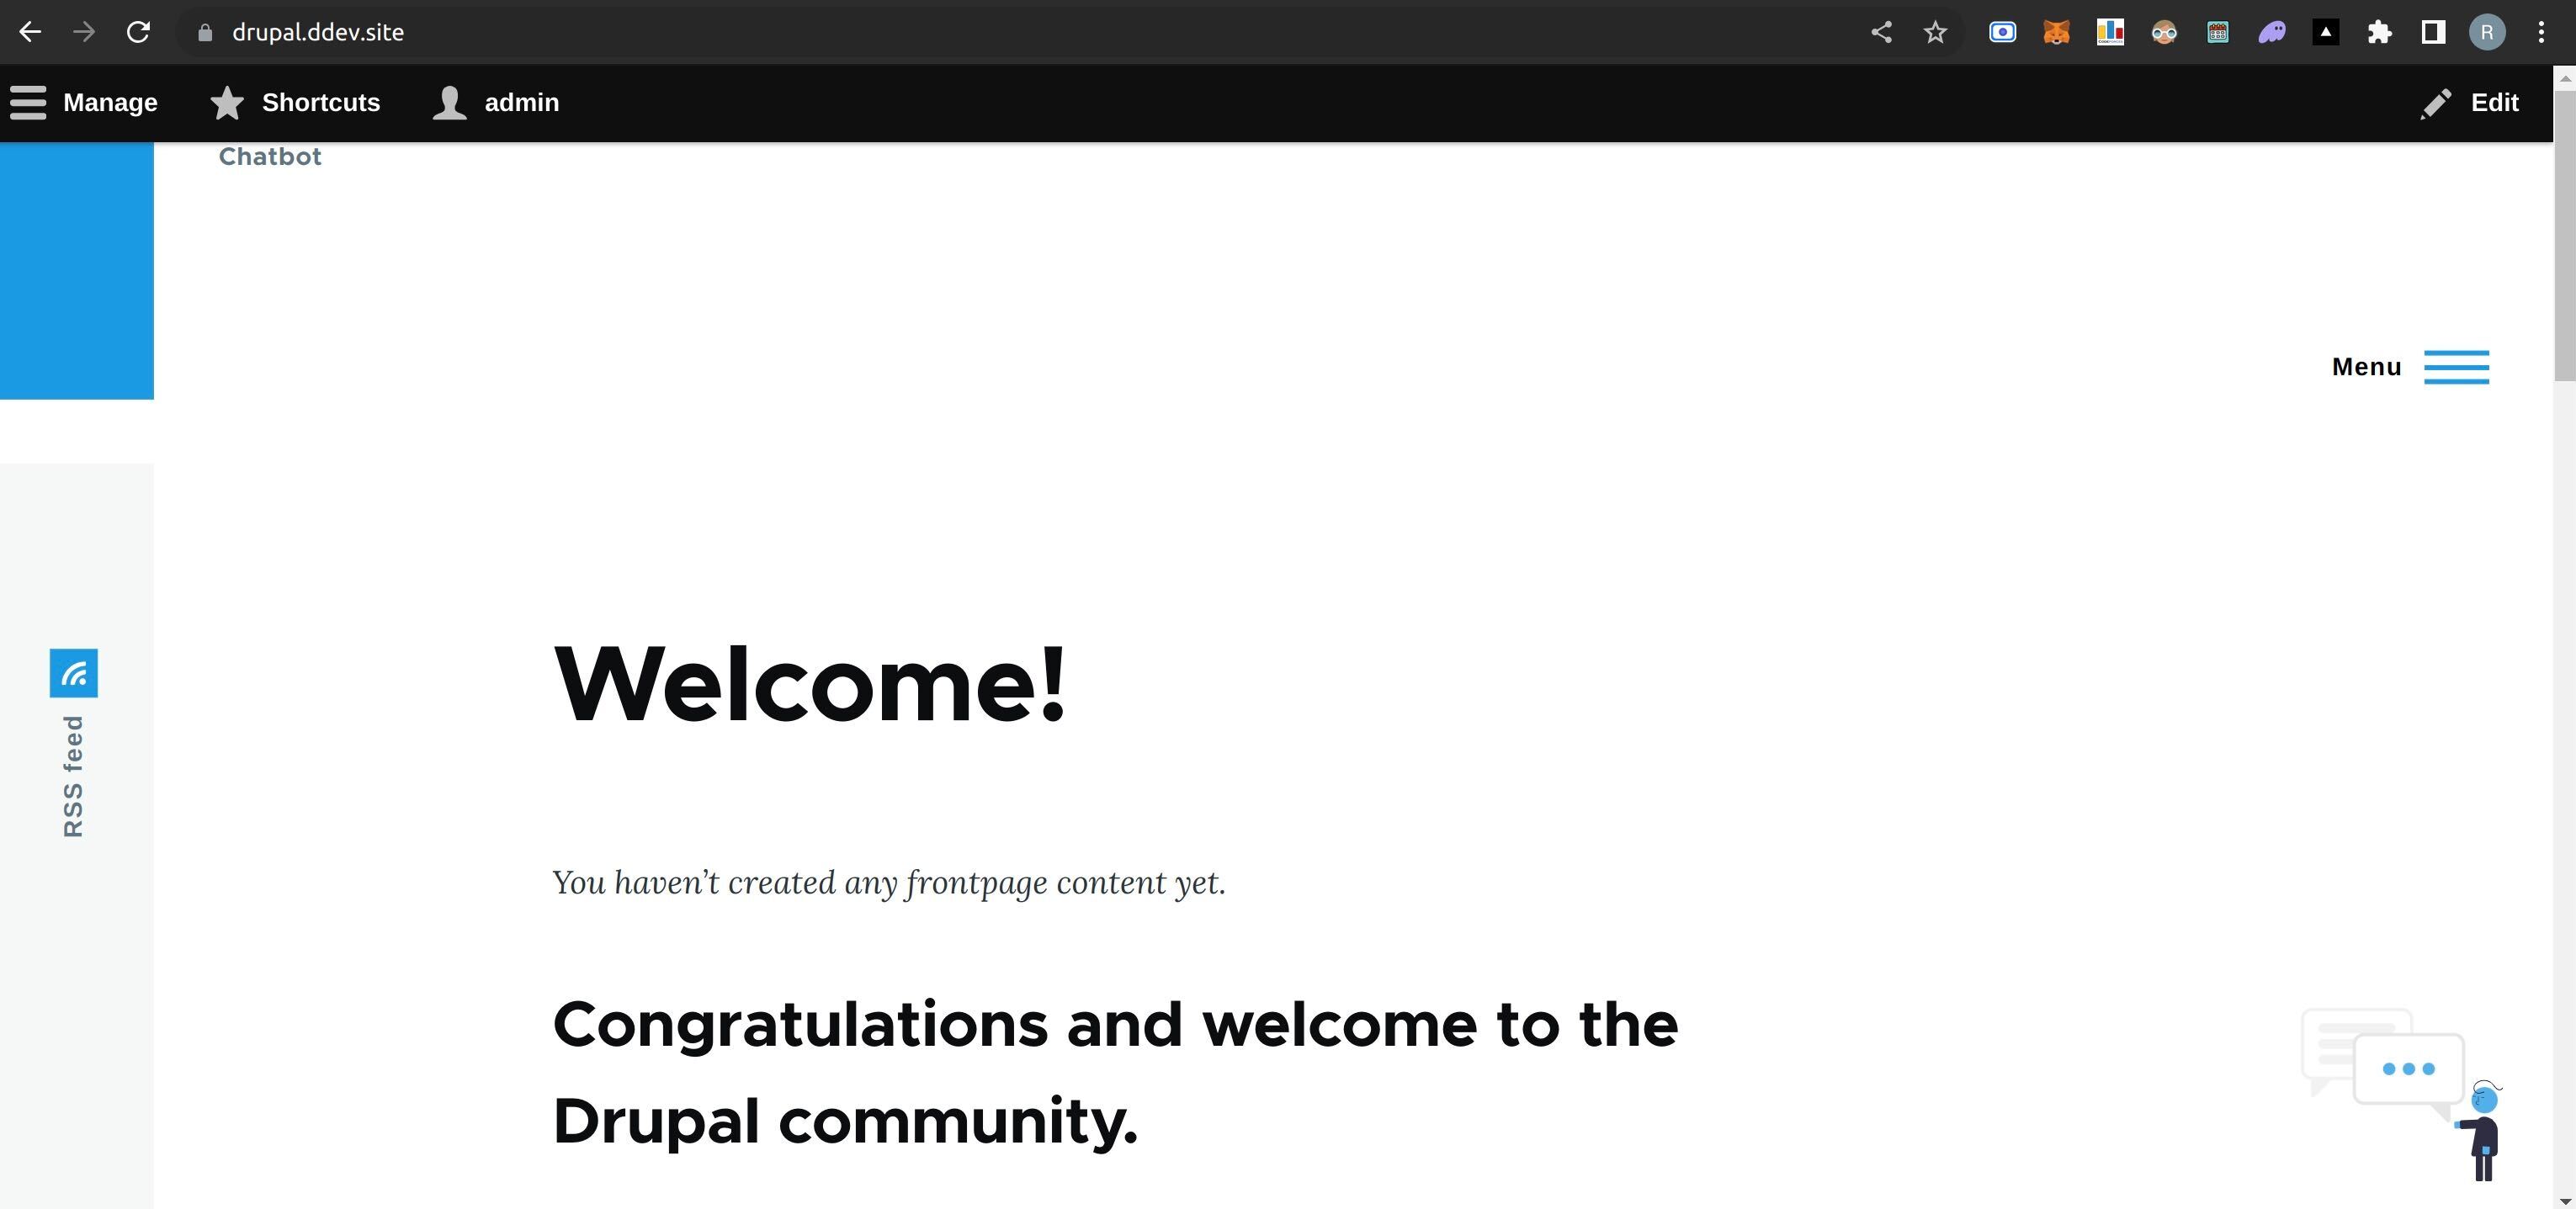 drupal.ddev.site
R
Manage
Shortcuts
admin
Edit
Chatbot
Menu
Welcome!
RSS feed
You haven’t created any frontpage content yet.
Congratulations and welcome to the
Drupal community.